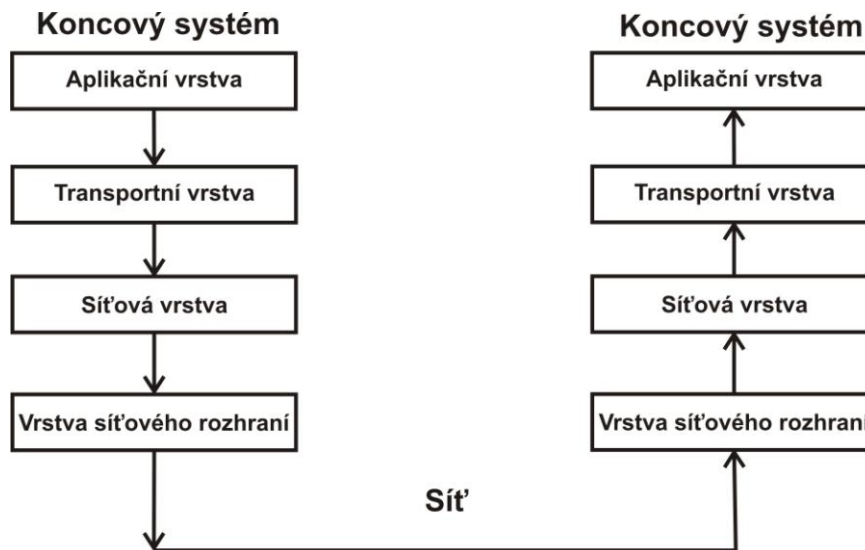 Koncový systém
Aplikační vrstva
Transportní vrstva
Síťová vrstva
Vrstva síťového rozhraní
Síť
Koncový systém
Aplikační vrstva
Transportní vrstva
Síťová vrstva
Vrstva síťového rozhraní